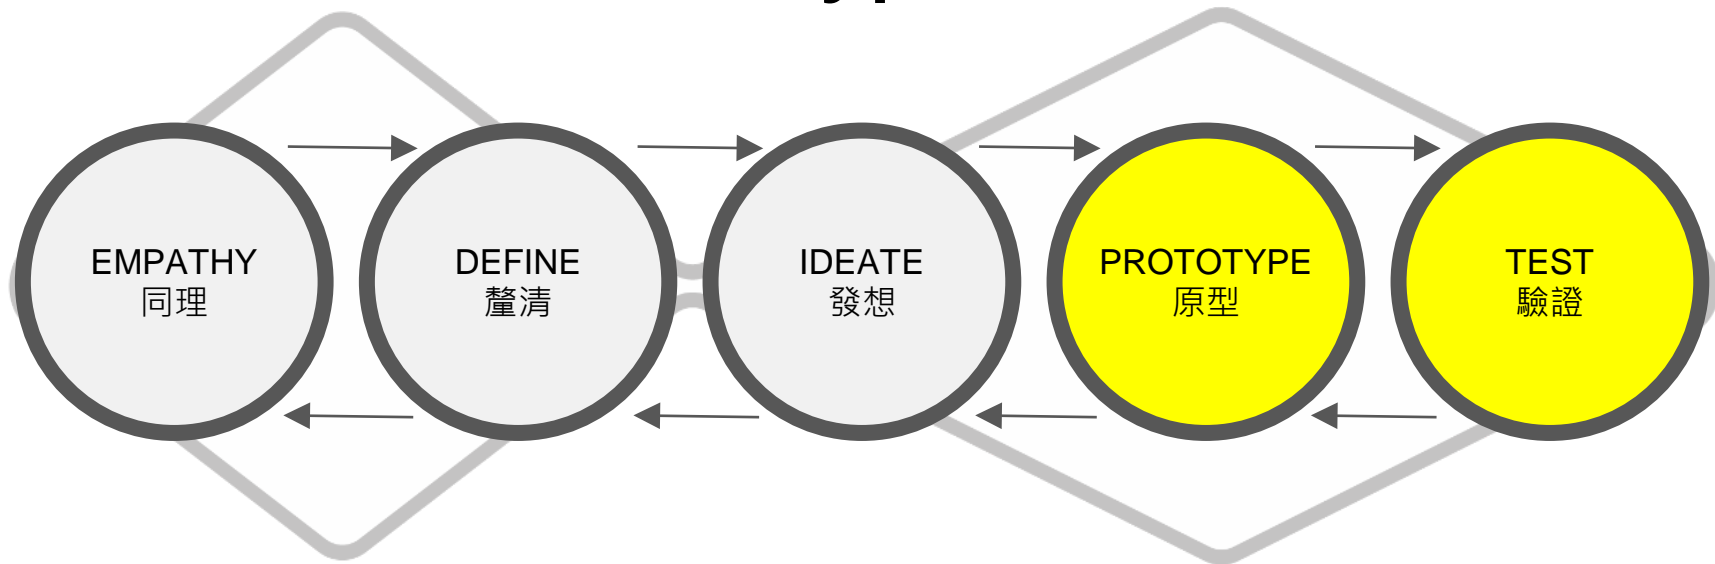 EMPATHY
同理
DEFINE
釐清
IDEATE
發想
PROTOTYPE
原型
TEST
驗證